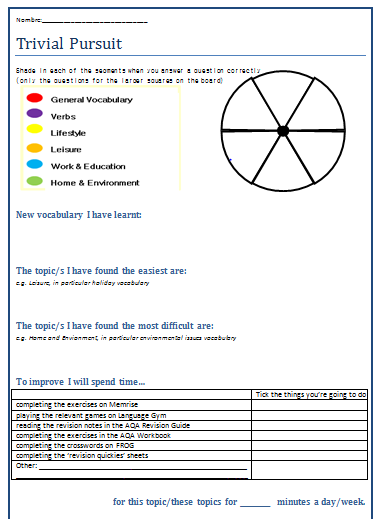 Nombre:
Trivial Pursuit
Shade in each of the segments when you answer a question correctly
(only the questions for the larger squares on the board)
General Vocabulary
Verbs
Lifestyle
Leisure
Work & Education
Home & Environment
New vocabulary I have learnt:
The topic/s I have found the easiest are:
e.g. Leisure, in particular holiday vocabulary
The topic/s I have found the most difficult are:
e.g. Home and Envionment, in particular environmental issues vocabulary
To improve I will spend time...
Tick the things you're going to do
completing the exercises on Memrise
playing the relevant games on Language Gym
reading the revision notes in the AQA Revision Guide
completing the exercises in the AQA Workbook
completing the crosswords on FROG
completing the 'revision quickies' sheets
Other:
for this topic/these topics for ______ minutes a day/week.